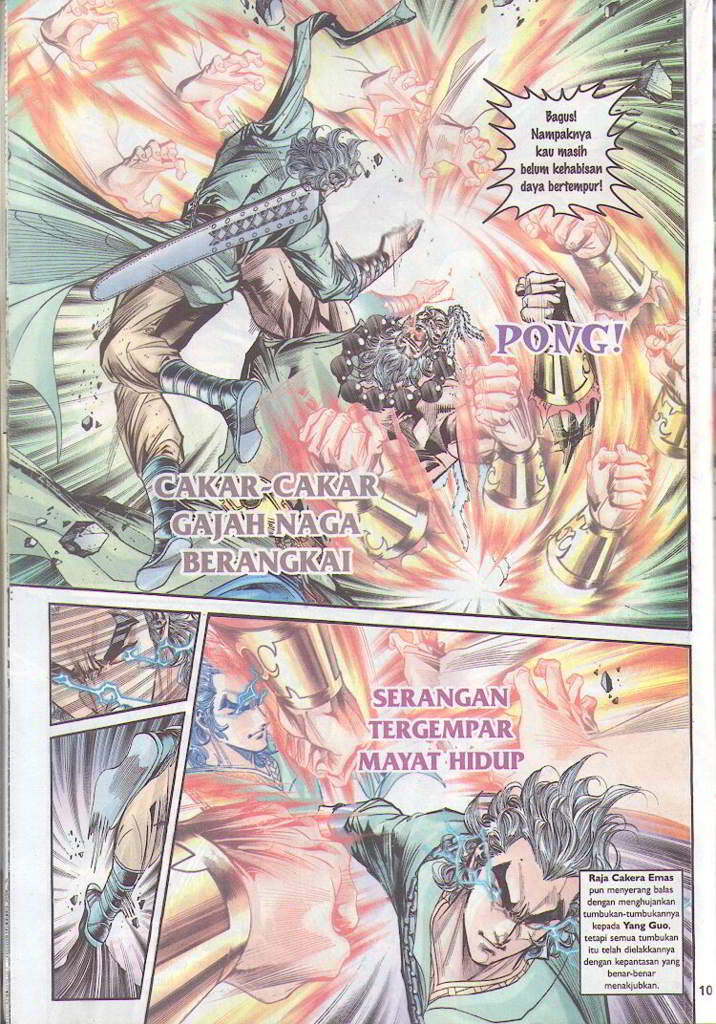 Bagus!
Nampaknya
kau masih
belum kehabisan
daya bertempur!
PONG!
CAKAR-CAKAR
GAJAH NAGA
BERANGKAI
SERANGAN
TERGEMPAR
MAYAT HIDUP
Raja Cakera Emas
pun menyerang balas
dengan menghujankan
tumbukan-tumbukannya
kepada Yang Guo,
tetapi semua tumbukan
itu telah dielakkannya
dengan kepantasan yang
benar-benar
menakjubkan.
10